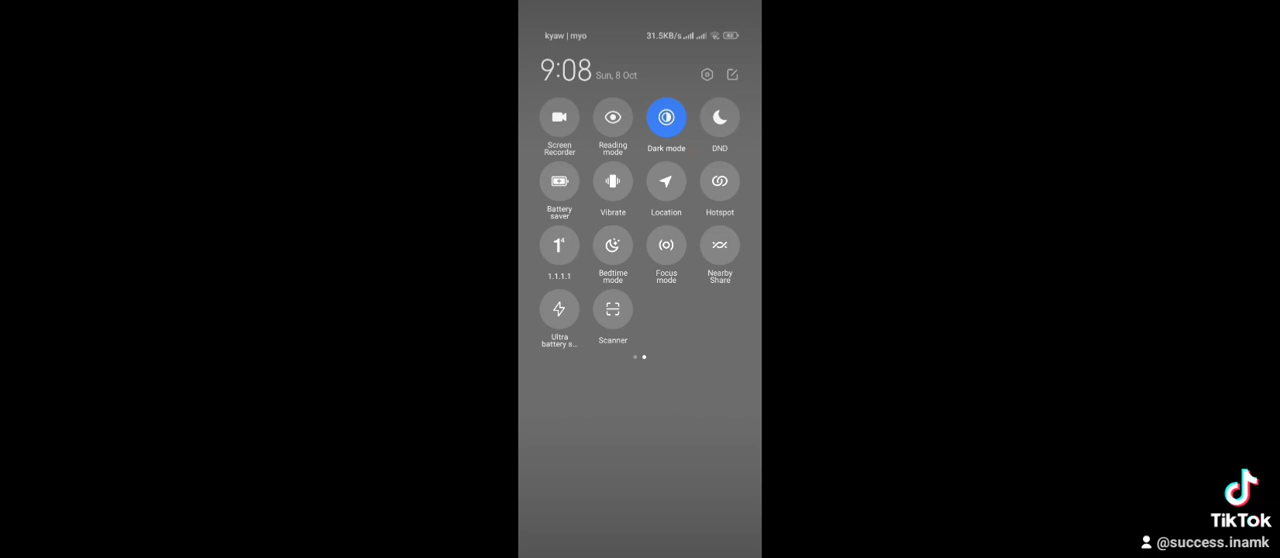 kyaw | myo 31.5KB/s
9:08 Sun, 8 Oct
Screen Recorder
Reading mode
Dark mode
DND
Battery saver
Vibrate
Location
Hotspot
1⁴
1.1.1.1
Bedtime mode
Focus mode
Nearby Share
Ultra battery s...
Scanner
TikTok
@success.inamk